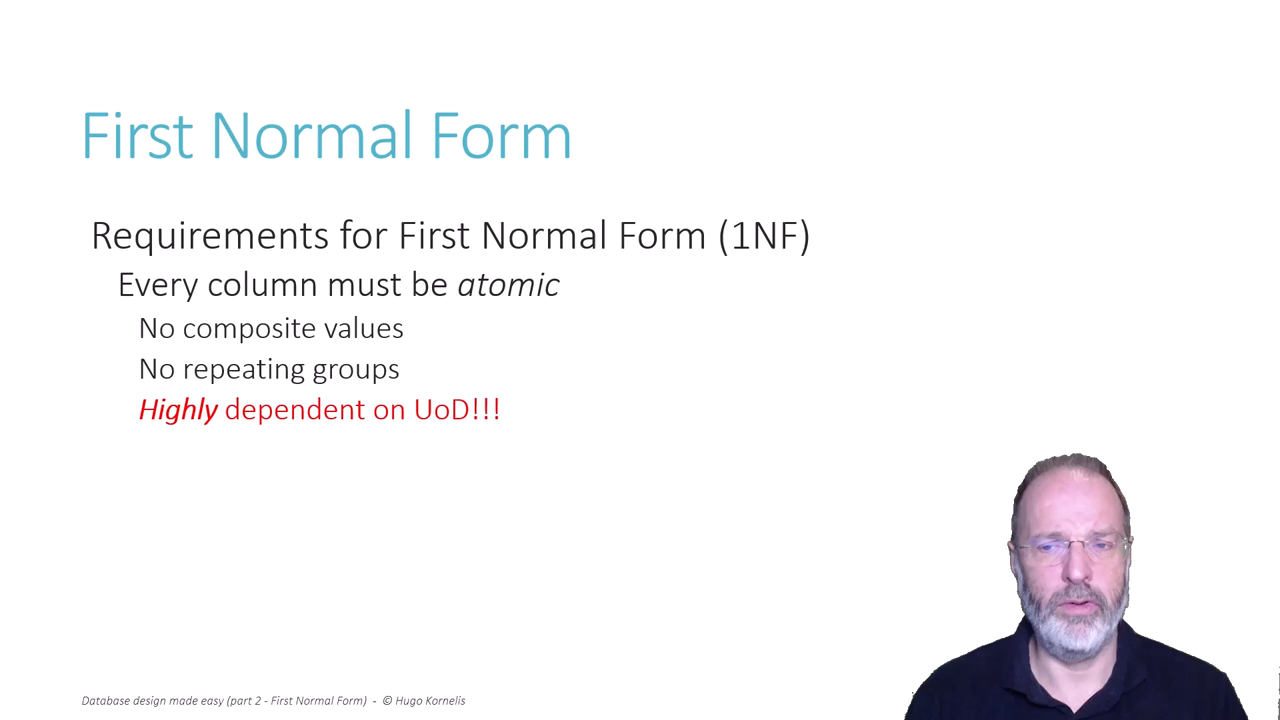 First Normal Form
Requirements for First Normal Form (1NF)
Every column must be atomic
No composite values
No repeating groups
Highly dependent on UoD!!!
Database design made easy (part 2 - First Normal Form) - © Hugo Kornelis